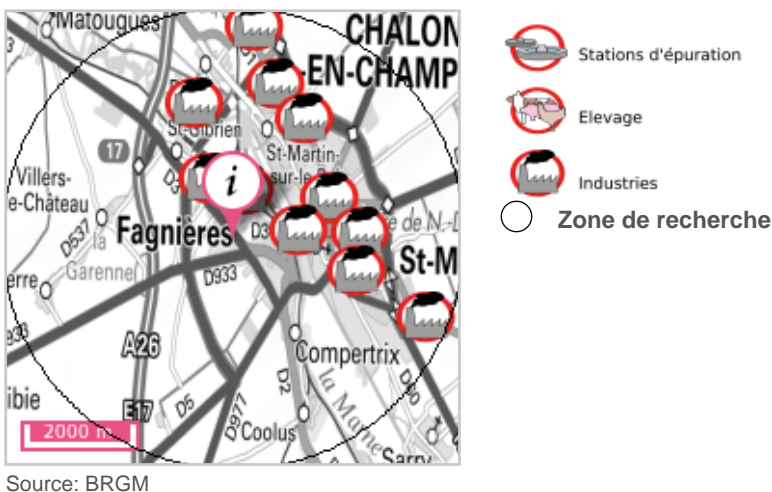 Matougues
CHALON
-EN-CHAMP
St-Gibrien
17
St-Martin-
sur-le-
Villers-
e-Château
D537
la
Garenne
Fagnières
i
D3
e de N.-D
D933
St-M
erre
A26
Compertrix
la Marne
D2
D60
ibie
E17
D5
D977
Coolus
Sarry
2000 m
Source: BRGM
Stations d'épuration
Elevage
Industries
Zone de recherche